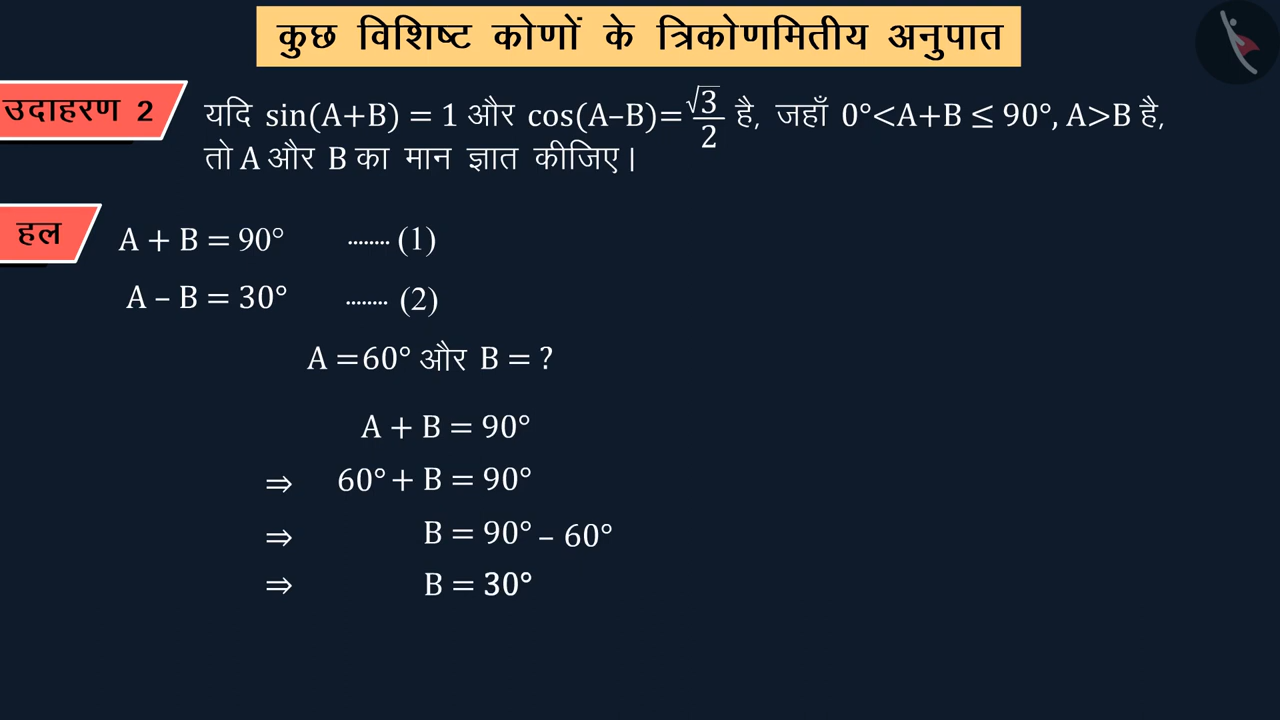 कुछ विशिष्ट कोणों के त्रिकोणमितीय अनुपात
उदाहरण 2
यदि sin(A+B) = 1 और cos(A–B)=√3/2 है, जहाँ 0°<A+B ≤ 90°, A>B है,
तो A और B का मान ज्ञात कीजिए।
हल
A + B = 90° ........ (1)
A – B = 30° ........ (2)
A =60° और B = ?
A + B = 90°
⇒ 60° + B = 90°
⇒ B = 90° – 60°
⇒ B = 30°